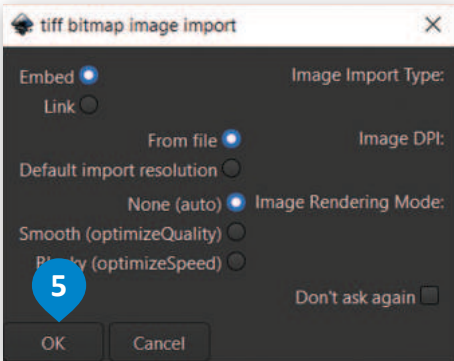 tiff bitmap image import
Image Import Type:
Embed
Link
Image DPI:
From file
Default import resolution
Image Rendering Mode:
None (auto)
Smooth (optimizeQuality)
(optimizeSpeed)
5
Don't ask again
OK Cancel